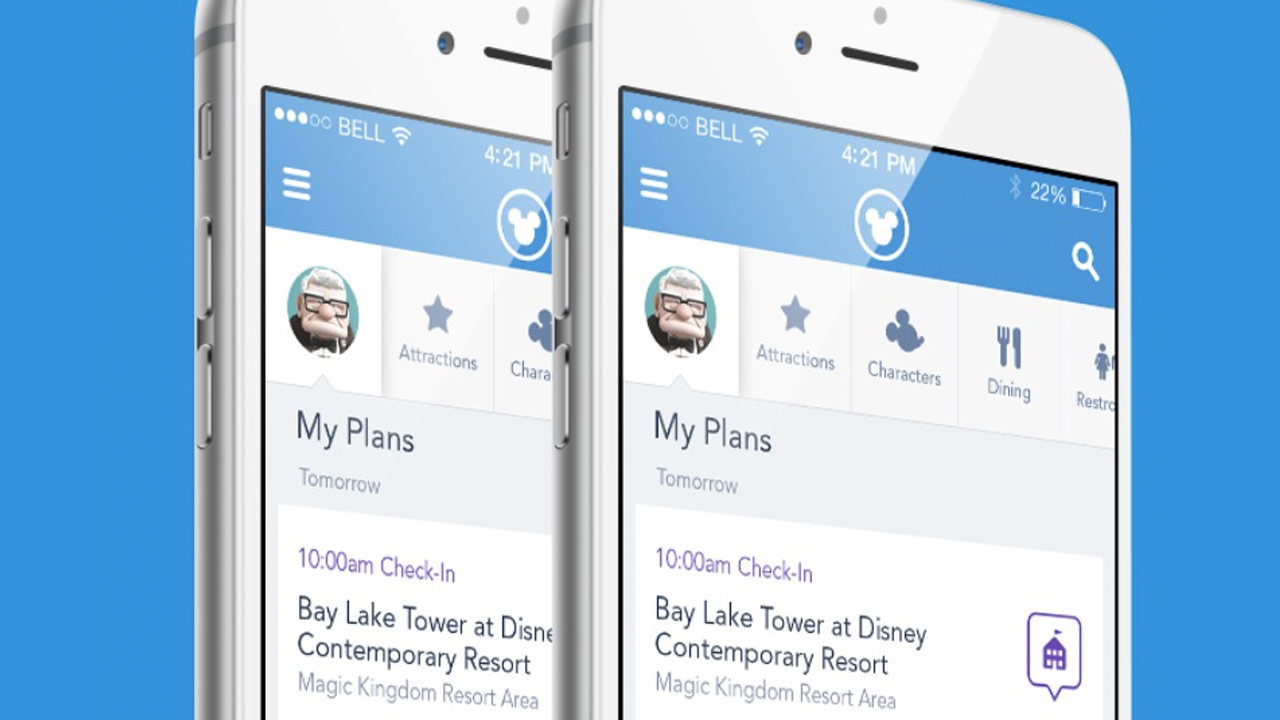 BELL
4:21 PM
Attractions
Chara
My Plans
Tomorrow
10:00am Check-In
Bay Lake Tower at Disne
Contemporary Resort
Magic Kingdom Resort Area
BELL
4:21 PM
22%
Attractions
Characters
Dining
Restro
My Plans
Tomorrow
10:00am Check-In
Bay Lake Tower at Disney
Contemporary Resort
Magic Kingdom Resort Area